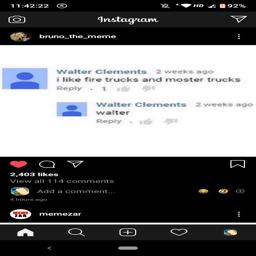 11:42:22
HD
92%
Instagram
bruno_the_meme
Walter Clements 2 weeks ago
i like fire trucks and moster trucks
Reply · 1
Walter Clements 2 weeks ago
walter
Reply ·
2,403 likes
View all 114 comments
Add a comment...
4 hours ago
memezar